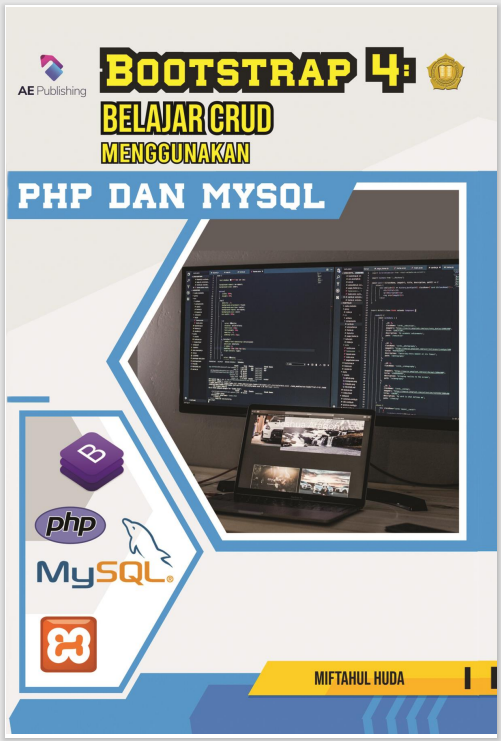 AE Publishing
BOOTSTRAP 4:
BELAJAR CRUD
MENGGUNAKAN
PHP DAN MYSQL
B
php
MySQL®
MIFTAHUL HUDA